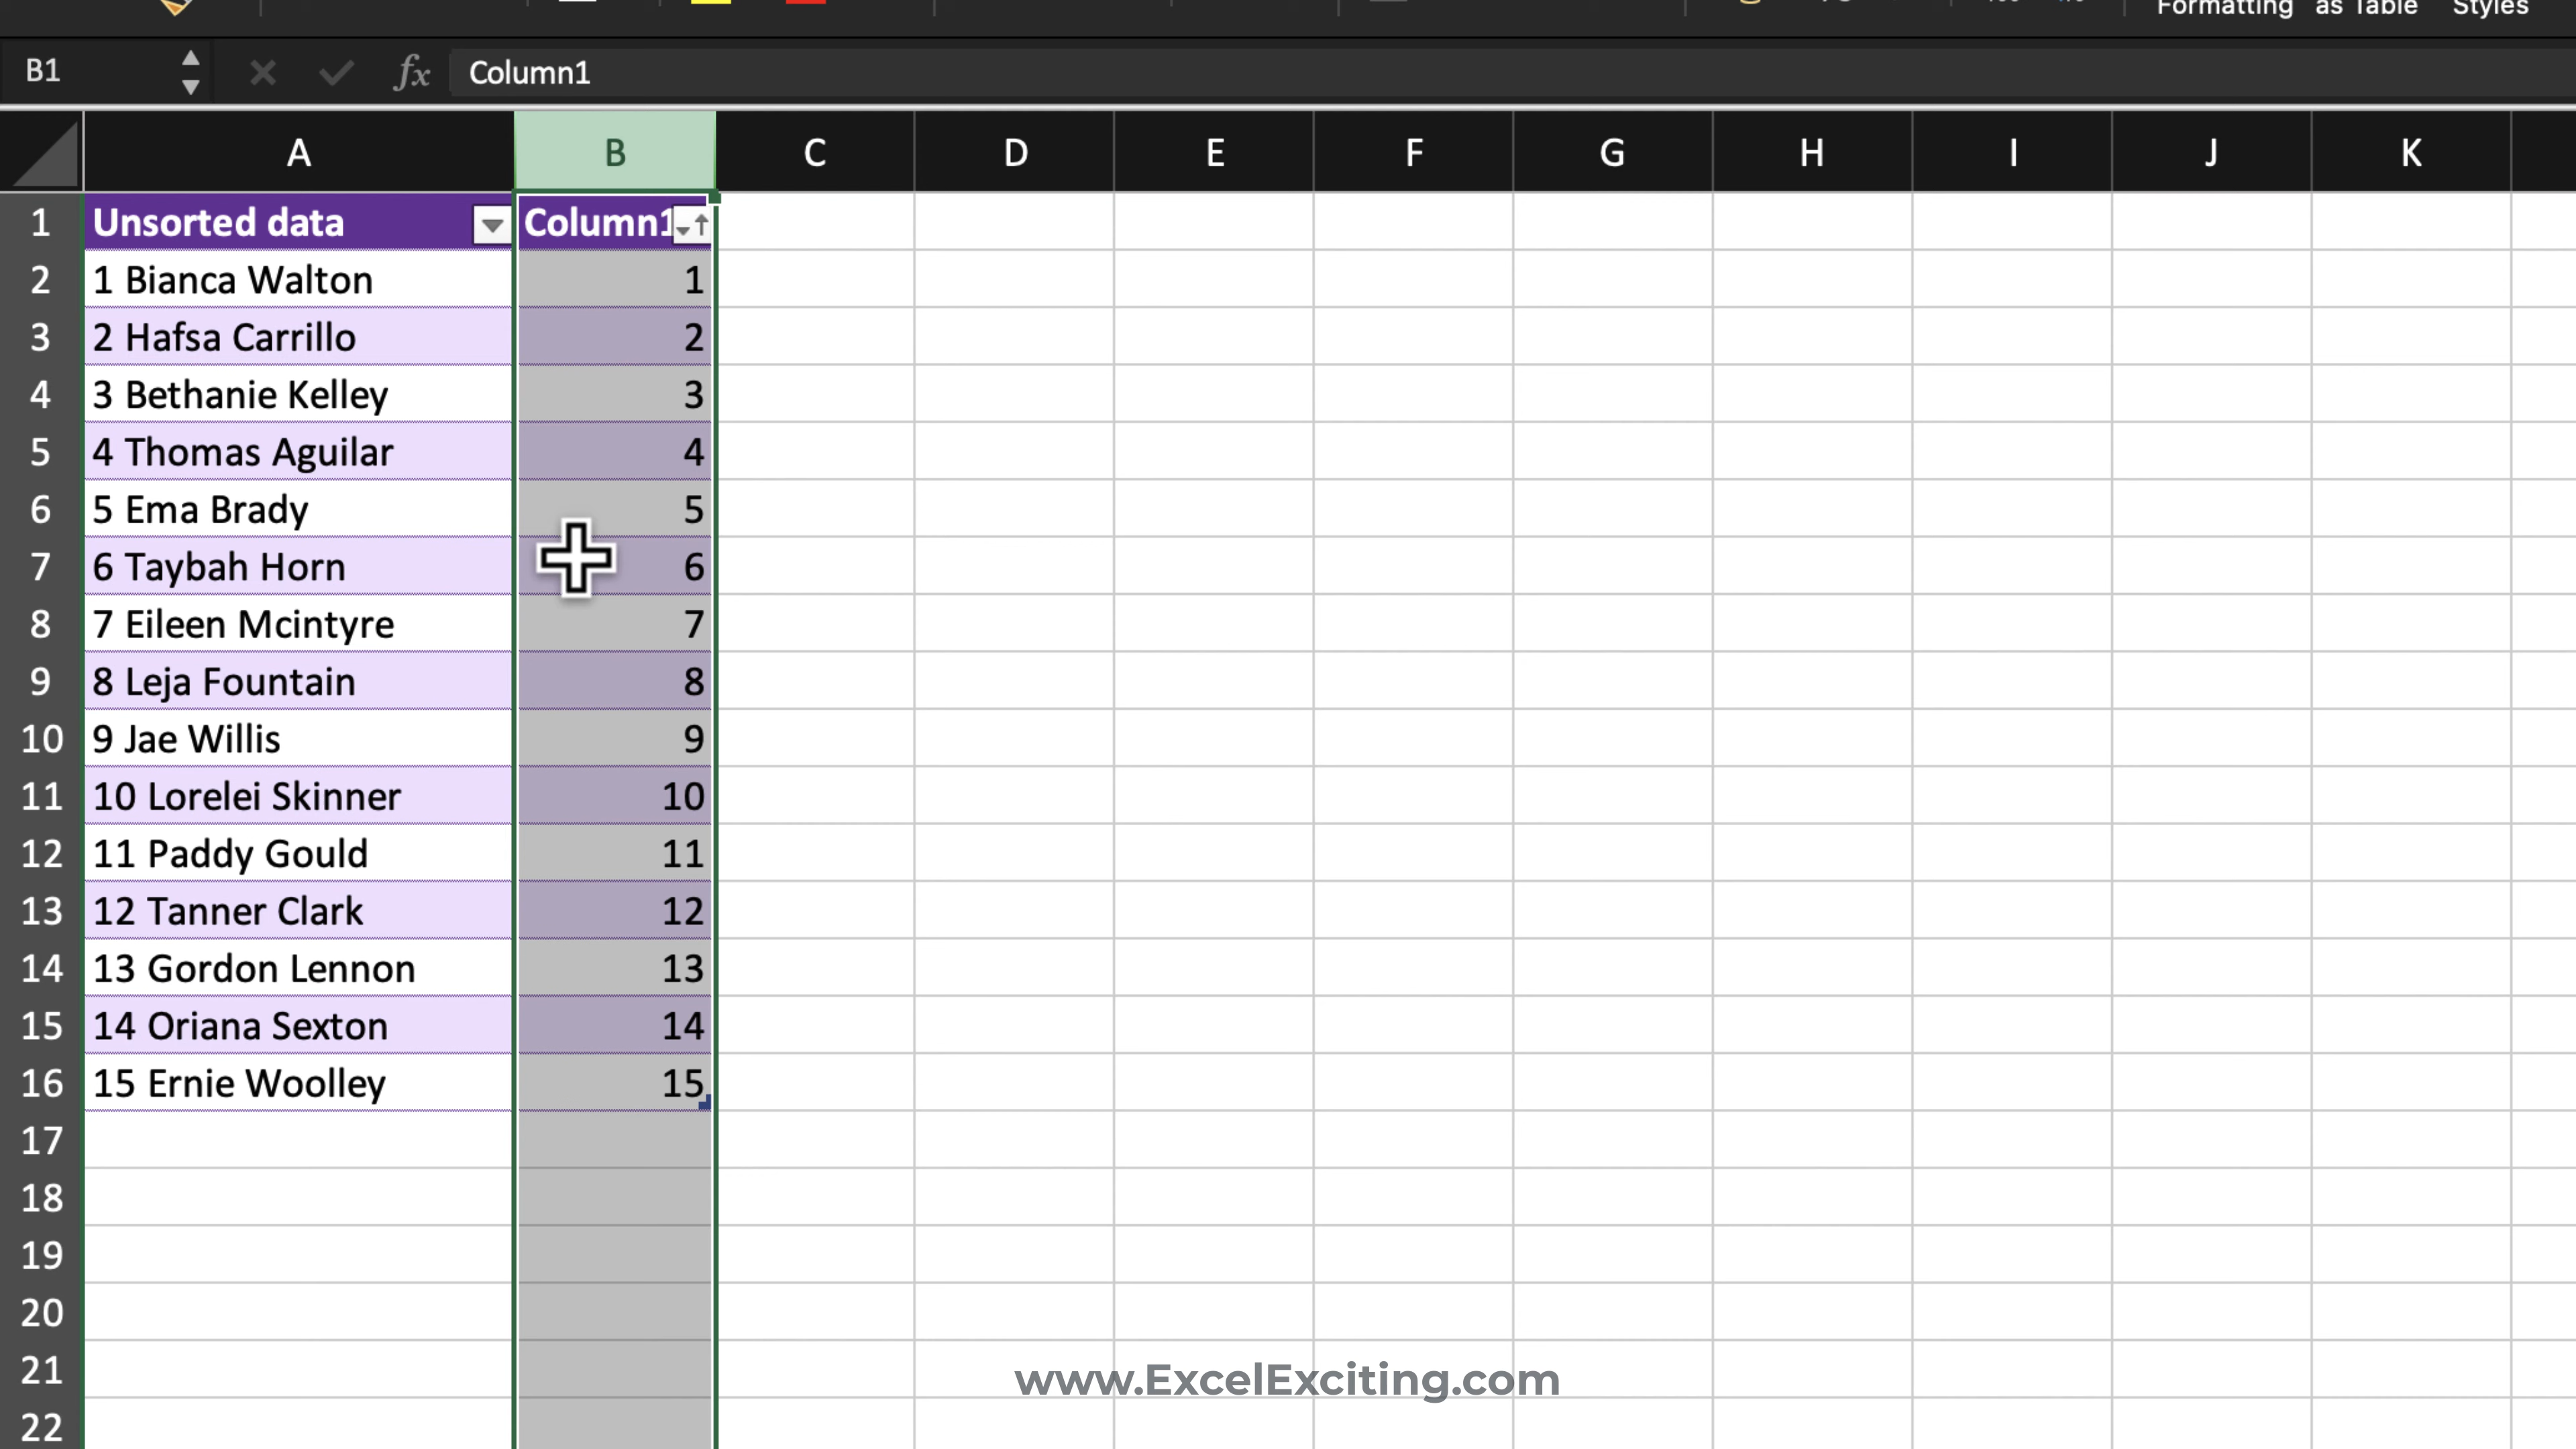 Formatting as Table Styles
B1 fx Column1
A B C D E F G H I J K
1 Unsorted data Column1
2 1 Bianca Walton 1
3 2 Hafsa Carrillo 2
4 3 Bethanie Kelley 3
5 4 Thomas Aguilar 4
6 5 Ema Brady 5
7 6 Taybah Horn 6
8 7 Eileen Mcintyre 7
9 8 Leja Fountain 8
10 9 Jae Willis 9
11 10 Lorelei Skinner 10
12 11 Paddy Gould 11
13 12 Tanner Clark 12
14 13 Gordon Lennon 13
15 14 Oriana Sexton 14
16 15 Ernie Woolley 15
17
18
19
20
21
www.ExcelExciting.com
22